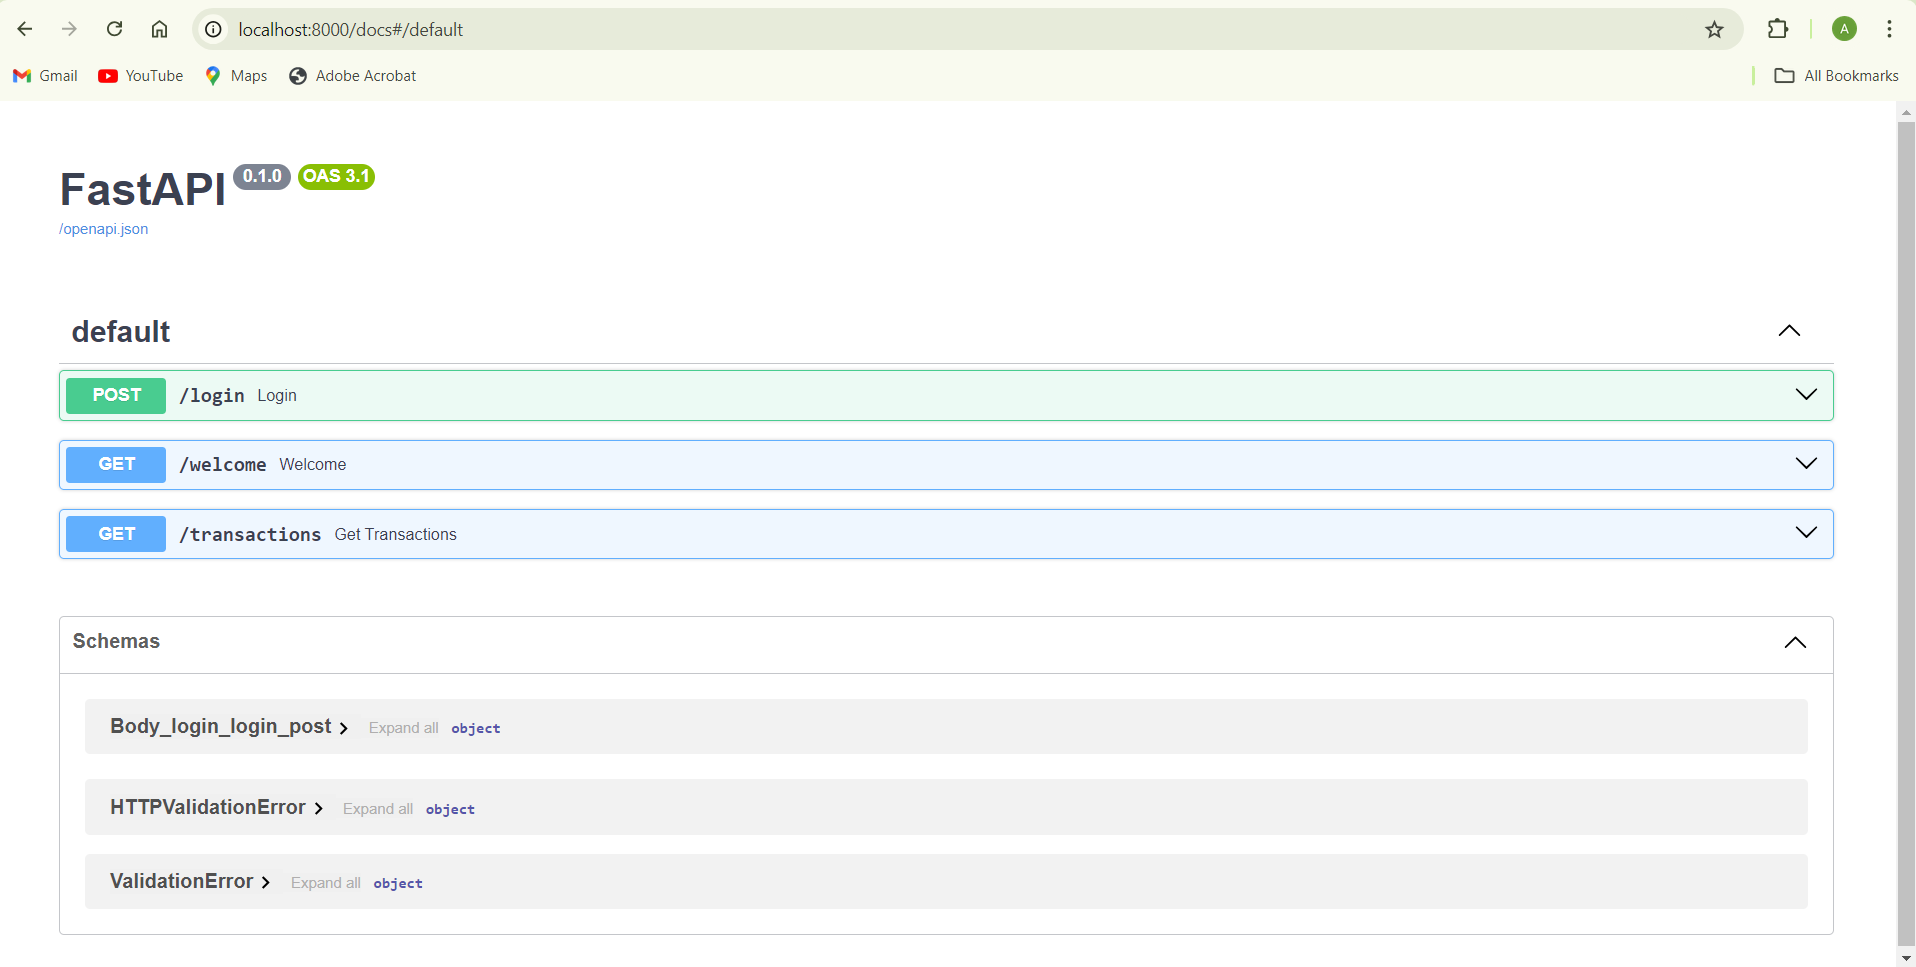 localhost:8000/docs#/default
A
Gmail YouTube Maps Adobe Acrobat All Bookmarks
FastAPI 0.1.0 OAS 3.1
/openapi.json
default
POST /login Login
GET /welcome Welcome
GET /transactions Get Transactions
Schemas
Body_login_login_post Expand all object
HTTPValidationError Expand all object
ValidationError Expand all object